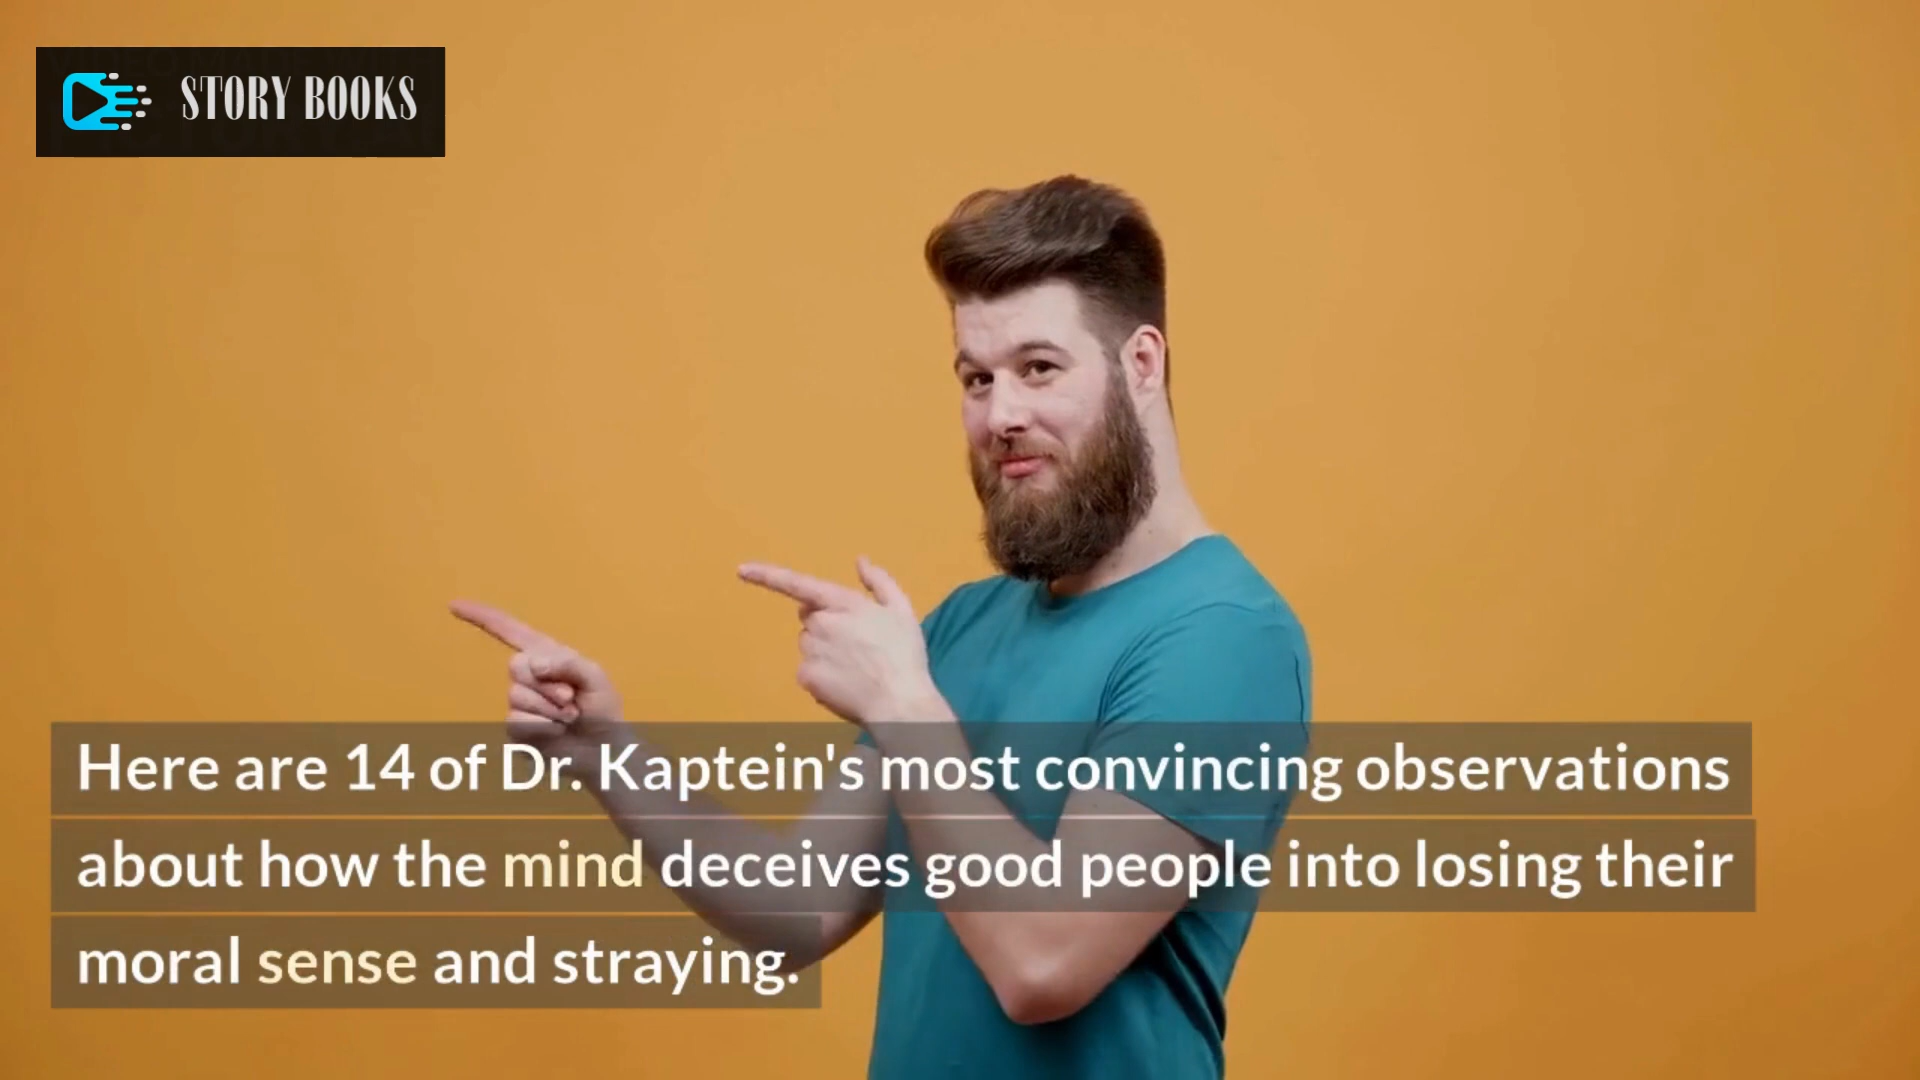 STORY BOOKS
Here are 14 of Dr. Kaptein's most convincing observations
about how the mind deceives good people into losing their
moral sense and straying.